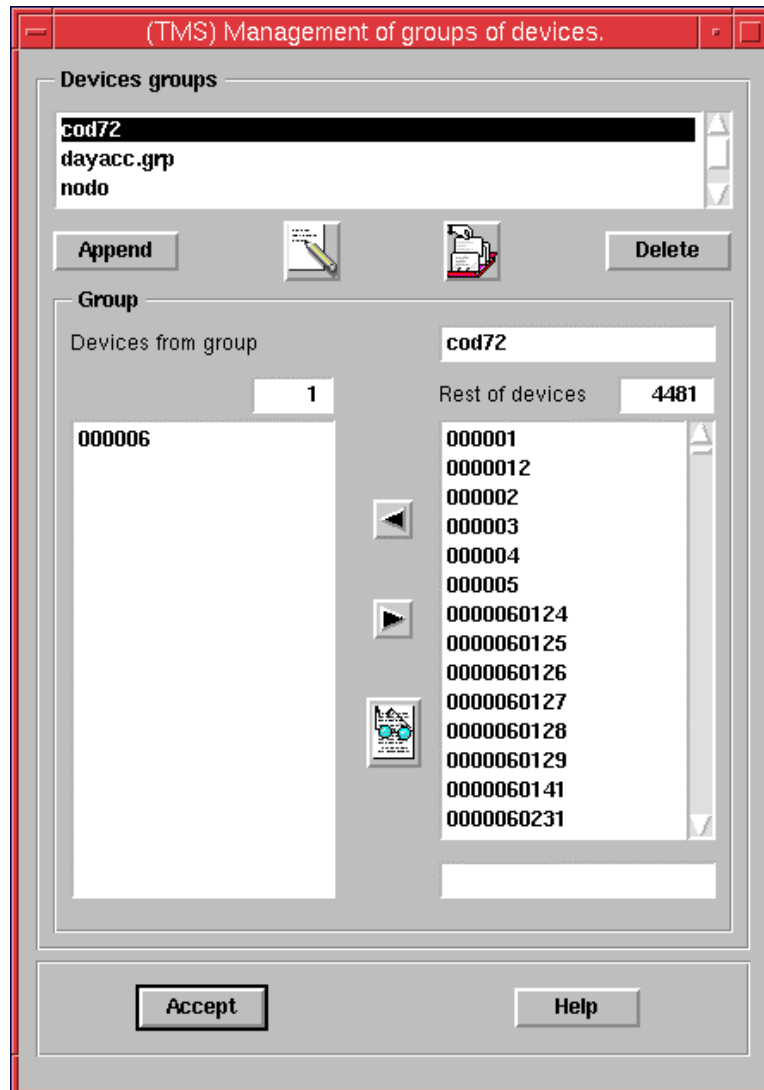 (TMS) Management of groups of devices.
Devices groups
cod72
dayacc.grp
nodo
Append
Delete
Group
Devices from group
cod72
1
Rest of devices
4481
000006
000001
0000012
000002
000003
000004
000005
0000060124
0000060125
0000060126
0000060127
0000060128
0000060129
0000060141
0000060231
Accept
Help